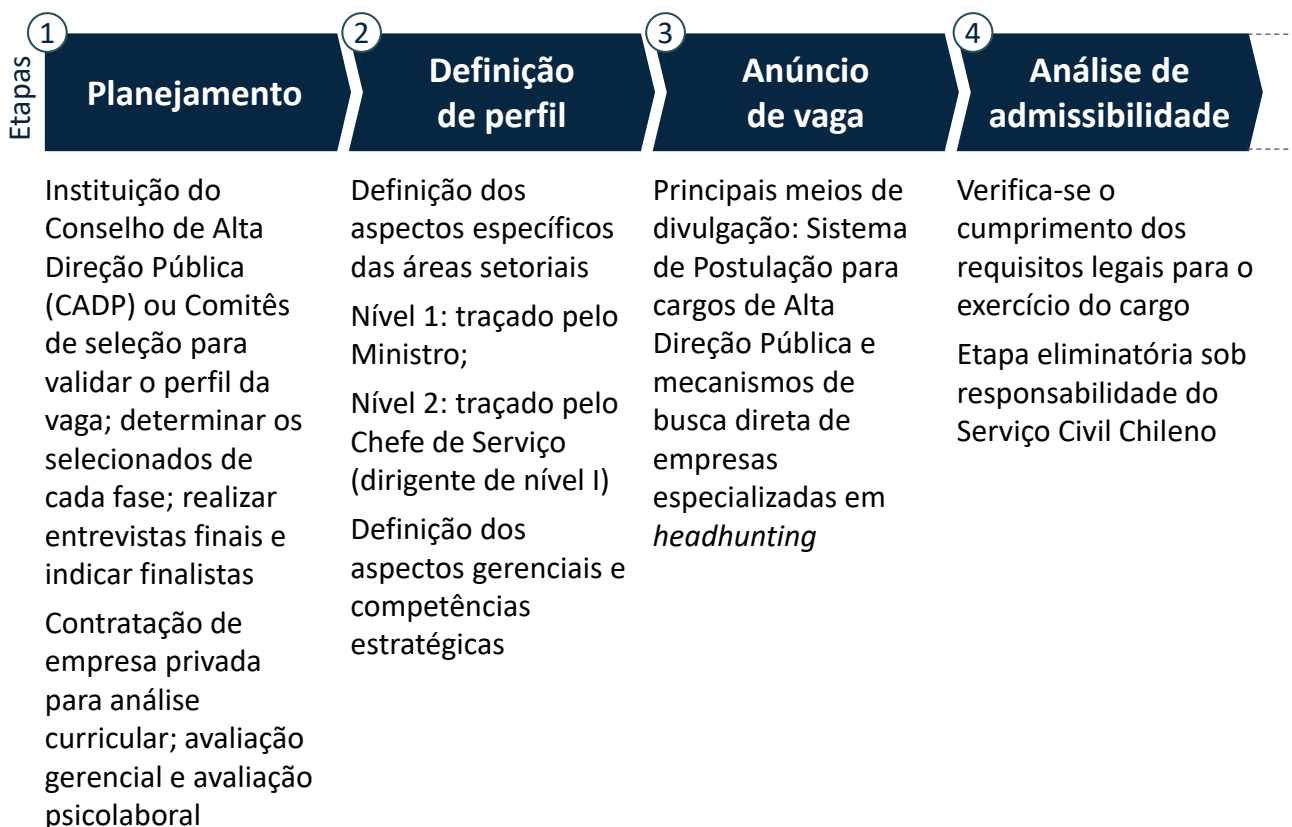 Etapas
1
Planejamento
Instituição do
Conselho de Alta
Direção Pública
(CADP) ou Comitês
de seleção para
validar o perfil da
vaga; determinar os
selecionados de
cada fase; realizar
entrevistas finais e
indicar finalistas
Contratação de
empresa privada
para análise
curricular; avaliação
gerencial e avaliação
psicolaboral
2
Definição
de perfil
Definição dos
aspectos específicos
das áreas setoriais
Nível 1: traçado pelo
Ministro;
Nível 2: traçado pelo
Chefe de Serviço
(dirigente de nível I)
Definição dos
aspectos gerenciais e
competências
estratégicas
3
Anúncio
de vaga
Principais meios de
divulgação: Sistema
de Postulação para
cargos de Alta
Direção Pública e
mecanismos de
busca direta de
empresas
especializadas em
headhunting
4
Análise de
admissibilidade
Verifica-se o
cumprimento dos
requisitos legais para o
exercício do cargo
Etapa eliminatória sob
responsabilidade do
Serviço Civil Chileno